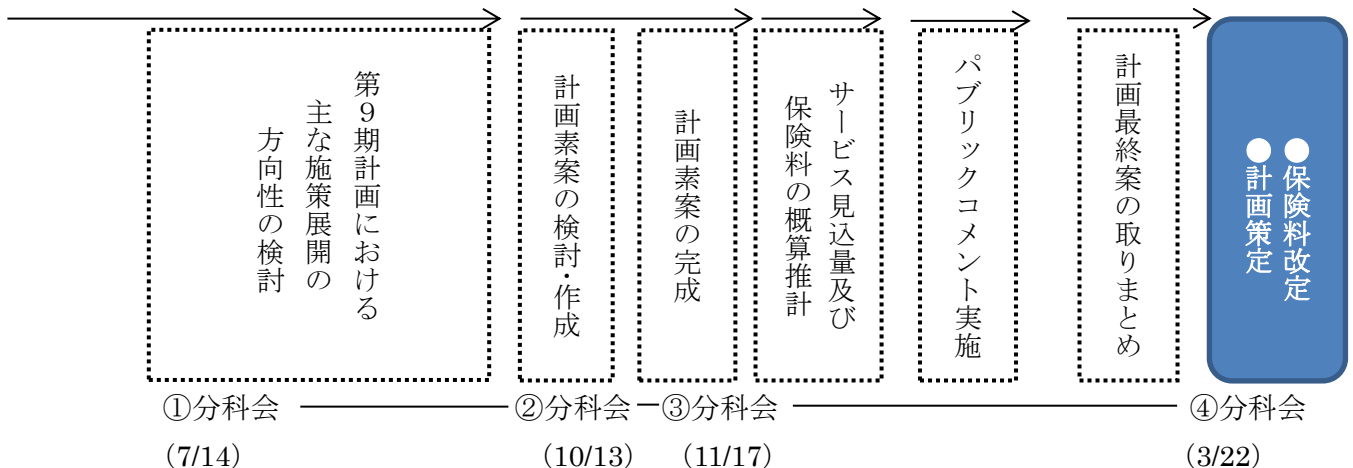 第９期計画における
主な施策展開の
方向性の検討
計画素案の検討・作成
計画素案の完成
サービス見込量及び
保険料の概算推計
パブリックコメント実施
計画最終案の取りまとめ
●保険料改定
●計画策定
①分科会
②分科会
③分科会
④分科会
（7/14）
（10/13）
（11/17）
（3/22）